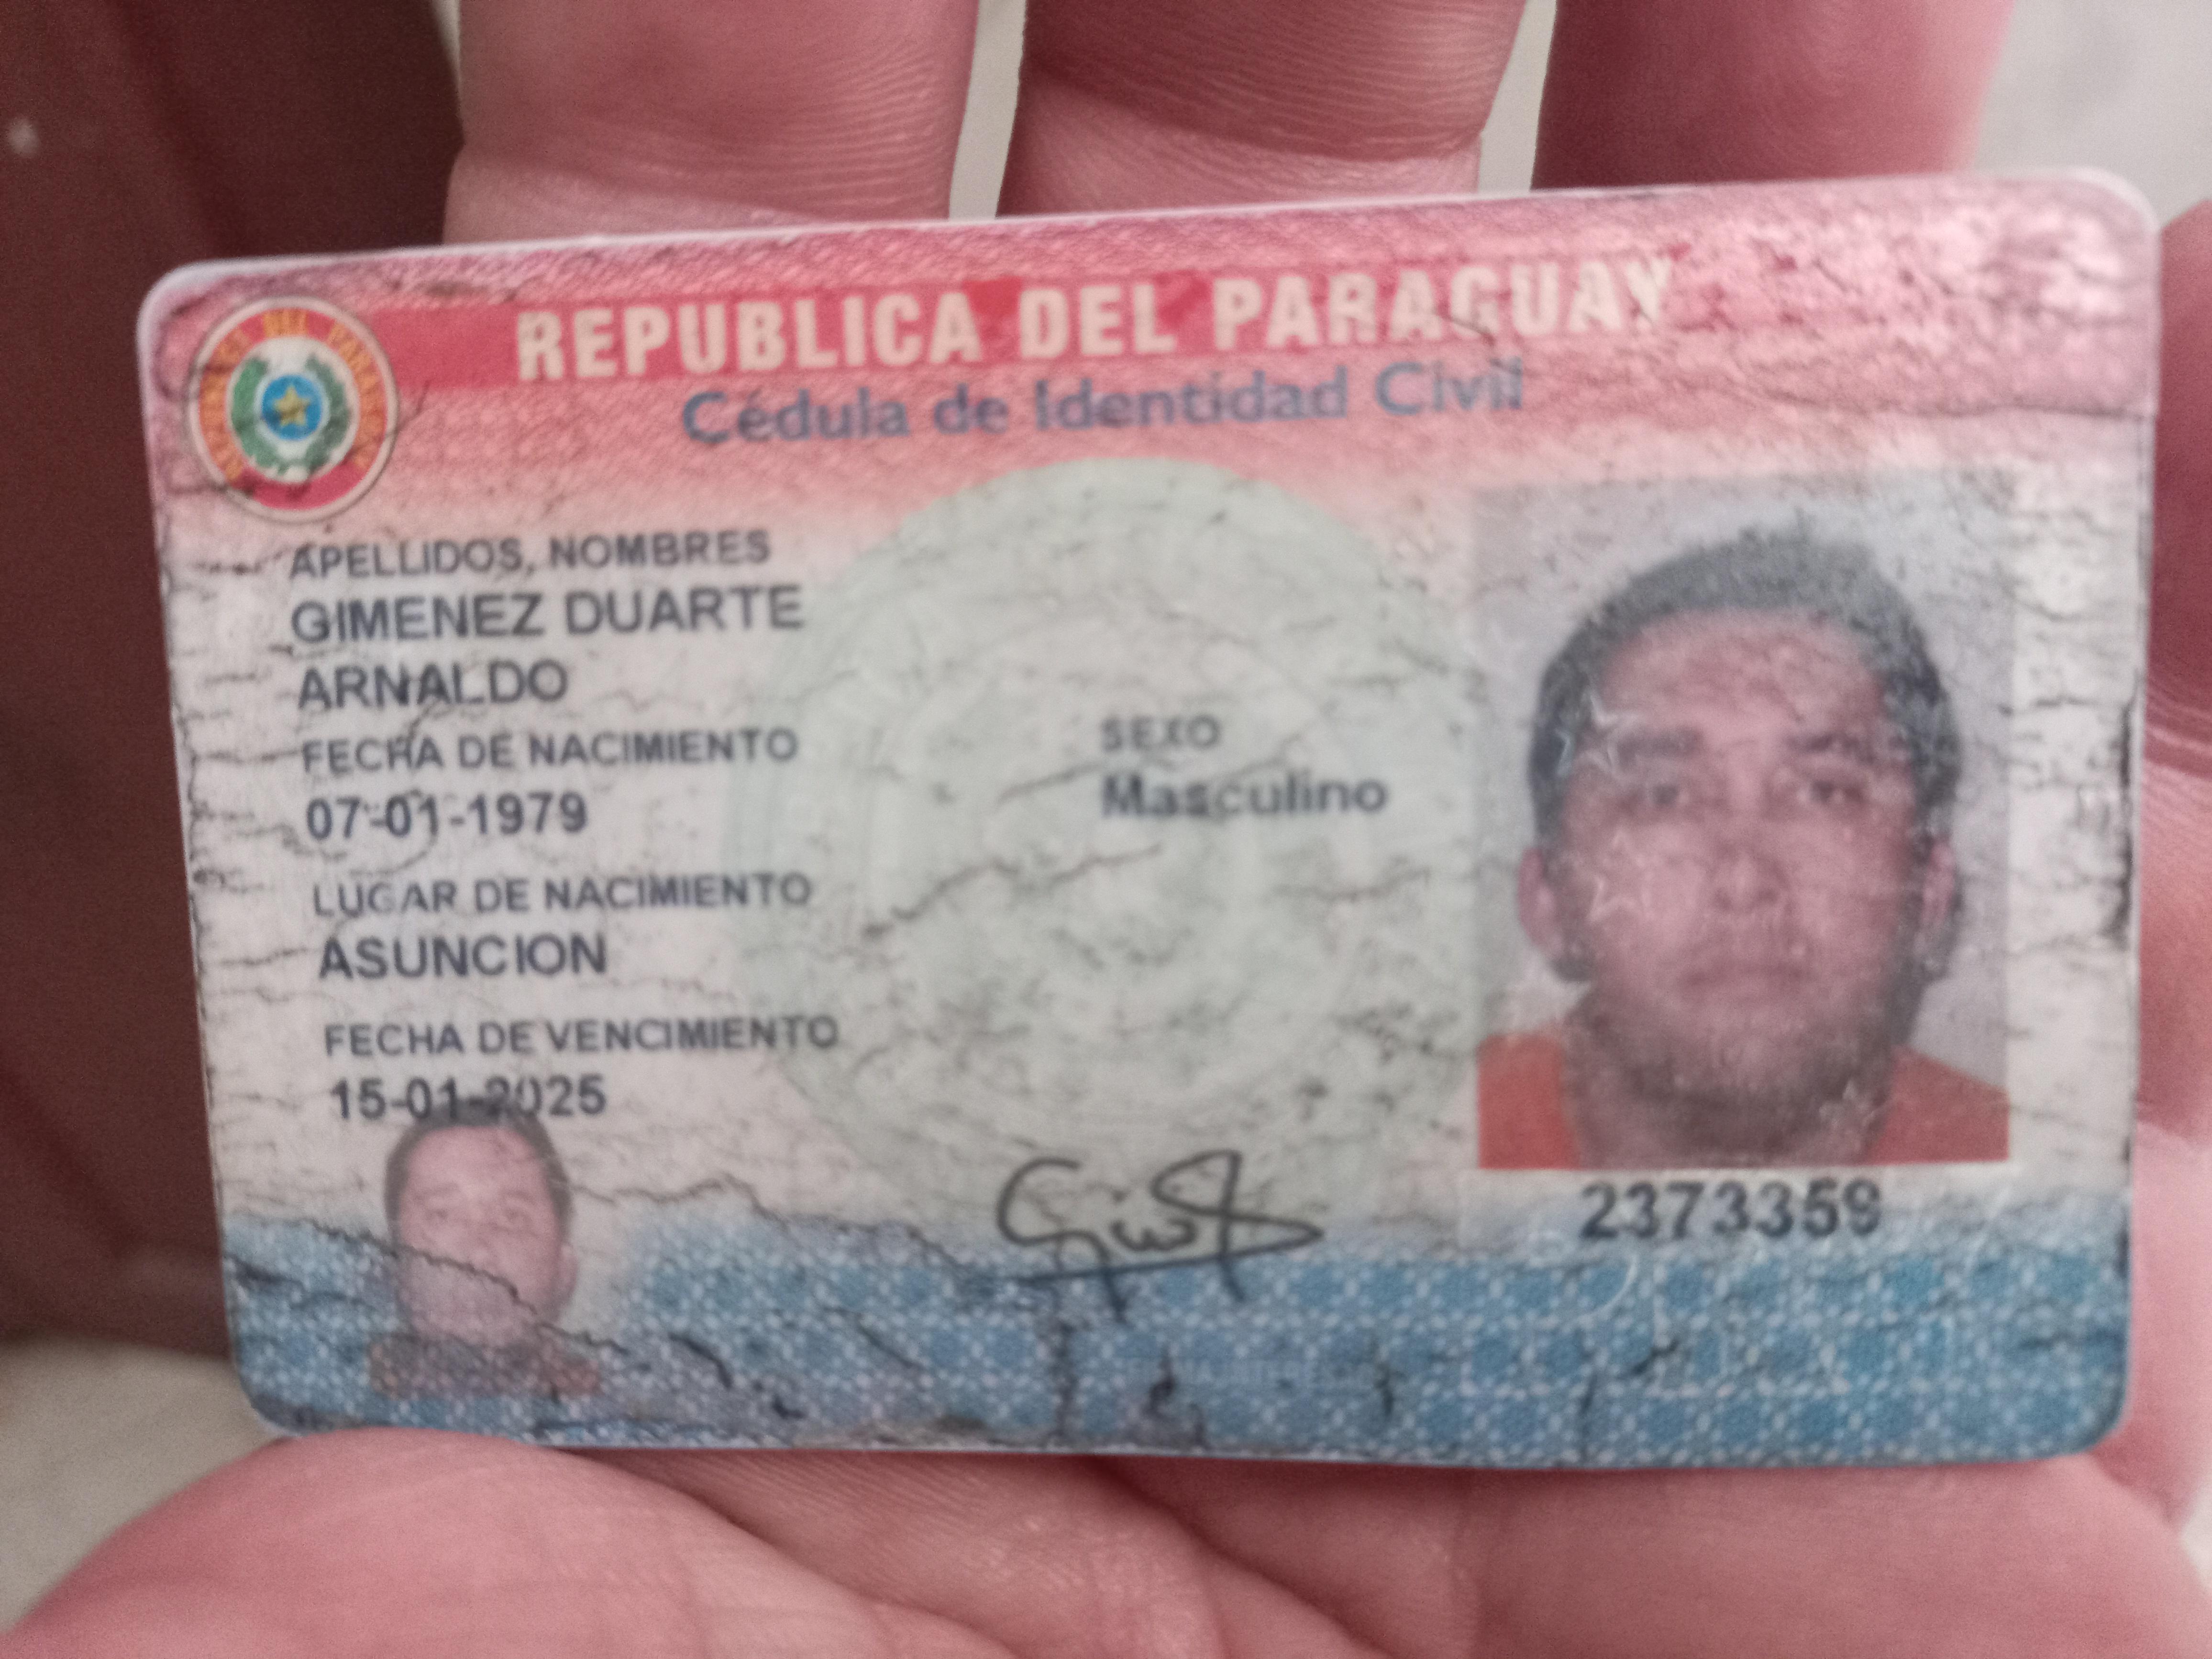 REPUBLICA DEL PARAGUAY
Cédula de Identidad Civil
APELLIDOS, NOMBRES
GIMENEZ DUARTE
ARNALDO
FECHA DE NACIMIENTO
07-01-1979
SEXO
Masculino
LUGAR DE NACIMIENTO
ASUNCION
FECHA DE VENCIMIENTO
15-01-2025
2373359